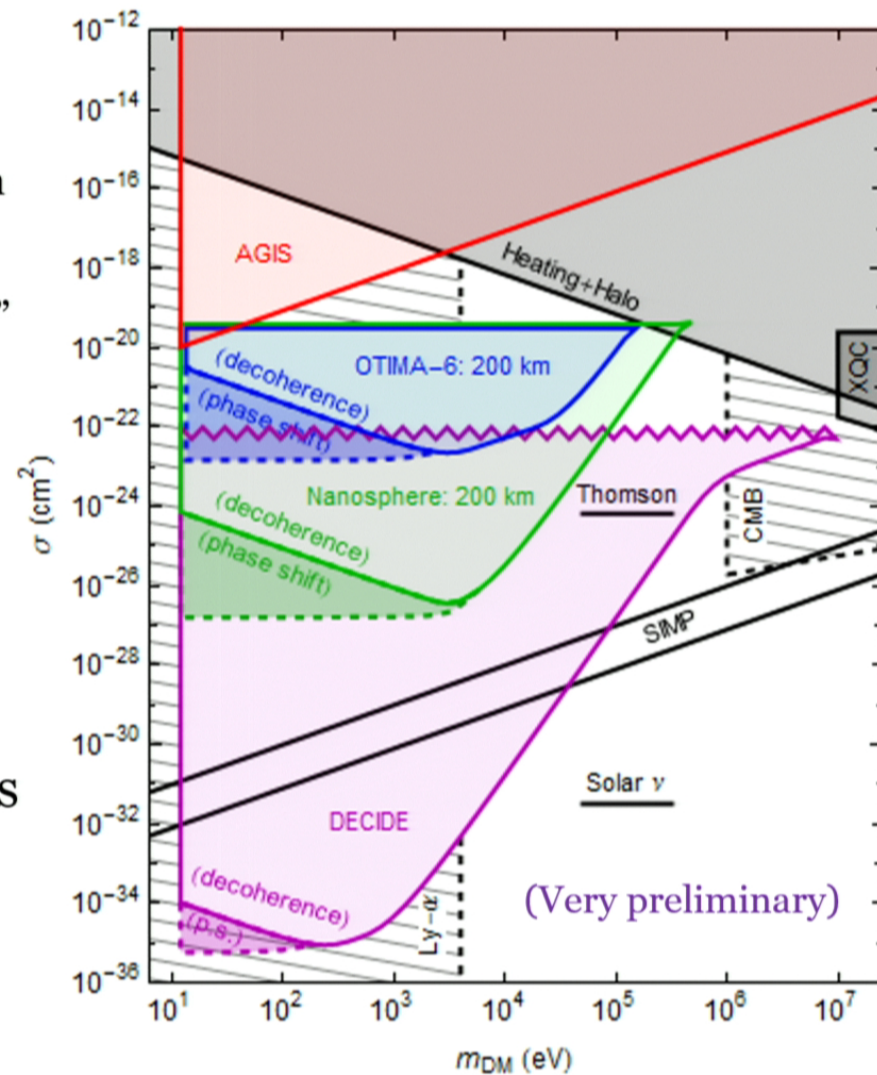 10⁻¹²
10⁻¹⁴
10⁻¹⁶
10⁻¹⁸
10⁻²⁰
10⁻²²
10⁻²⁴
10⁻²⁶
10⁻²⁸
10⁻³⁰
10⁻³²
10⁻³⁴
10⁻³⁶
σ (cm²)
n
”
s
AGIS
Heating+Halo
XQC
(decoherence)
OTIMA−6: 200 km
(phase shift)
(decoherence)
Nanosphere: 200 km
Thomson
CMB
(phase shift)
SIMP
Solar ν
DECIDE
(decoherence)
(p.s.)
Ly−α
(Very preliminary)
10¹ 10² 10³ 10⁴ 10⁵ 10⁶ 10⁷
m_DM (eV)